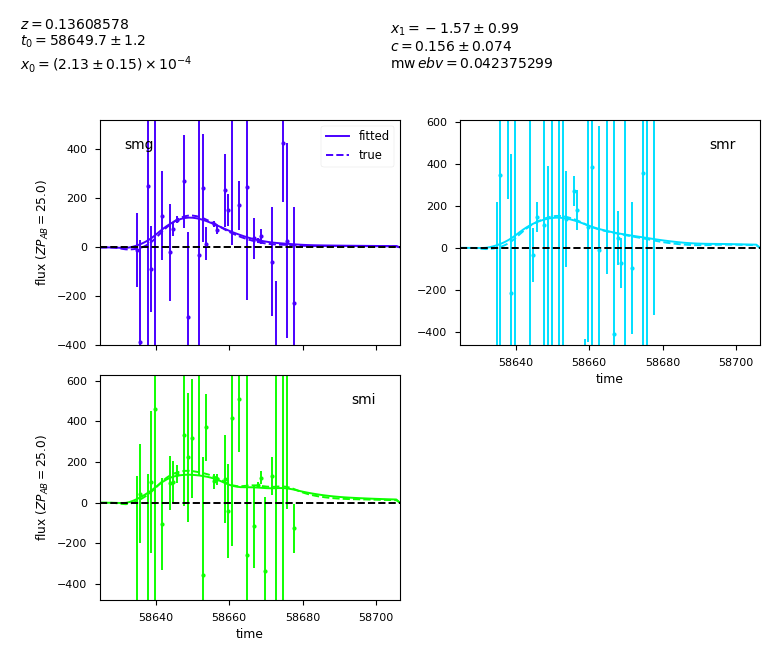 z = 0.13608578
t₀ = 58649.7 ± 1.2
x₀ = (2.13 ± 0.15) × 10⁻⁴
x₁ = −1.57 ± 0.99
c = 0.156 ± 0.074
mw ebv = 0.042375299
smg
fitted
true
400
200
0
−200
−400
flux (ZP_AB = 25.0)
smr
600
400
200
0
−200
−400
58640 58660 58680 58700
time
smi
600
400
200
0
−200
−400
flux (ZP_AB = 25.0)
58640 58660 58680 58700
time